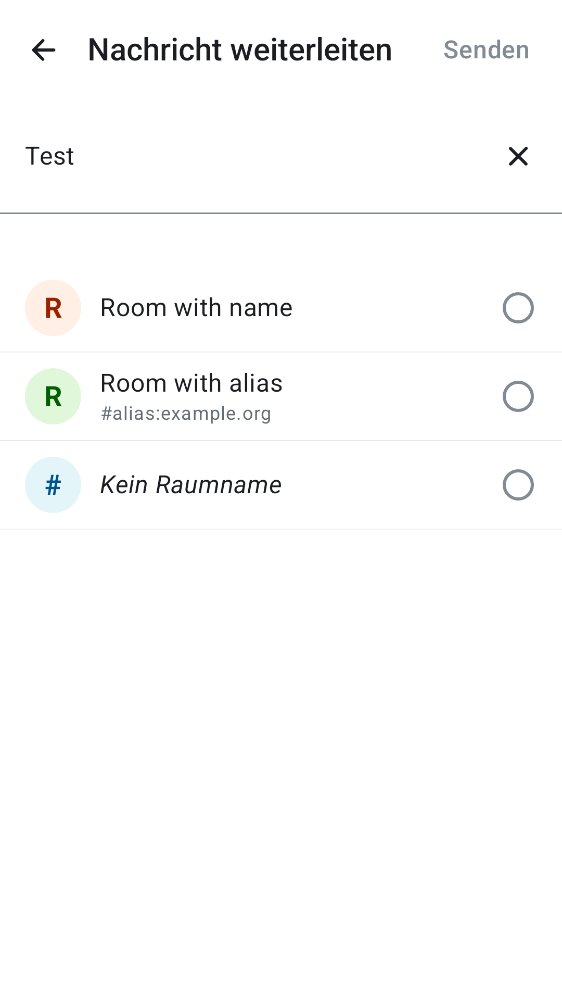 Nachricht weiterleiten Senden
Test
R Room with name
R Room with alias
#alias:example.org
# Kein Raumname